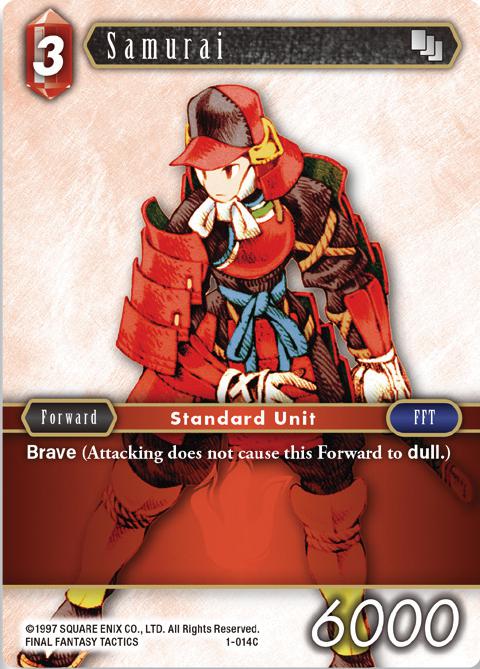 3
Samurai
Forward
Standard Unit
FFT
Brave (Attacking does not cause this Forward to dull.)
©1997 SQUARE ENIX CO., LTD. All Rights Reserved.
FINAL FANTASY TACTICS
1-014C
6000